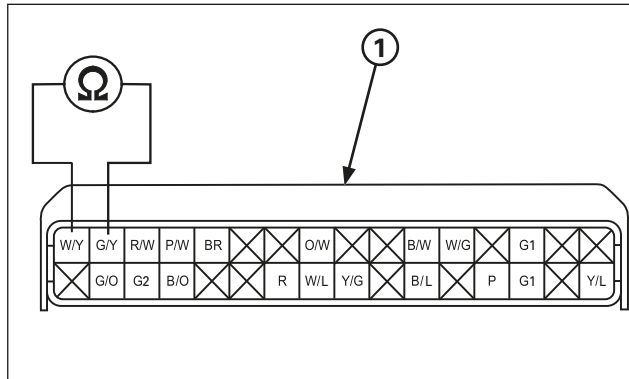 1
Ω
W/Y G/Y R/W P/W BR O/W B/W W/G G1
G/O G2 B/O R W/L Y/G B/L P G1 Y/L